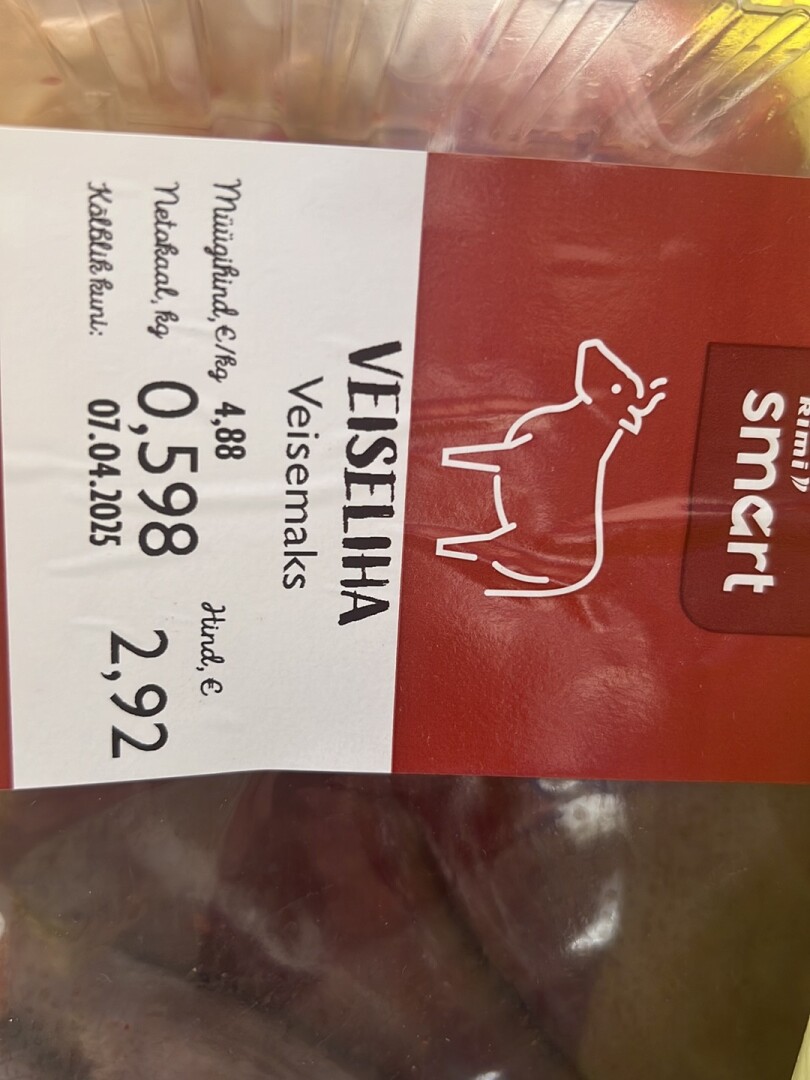 smart
VEISELIHA
Veisemaks
Müügihind, €/kg 4,88
Hind, €
Netokaal, kg 0,598
2,92
Kõlblik kuni: 07.04.2025